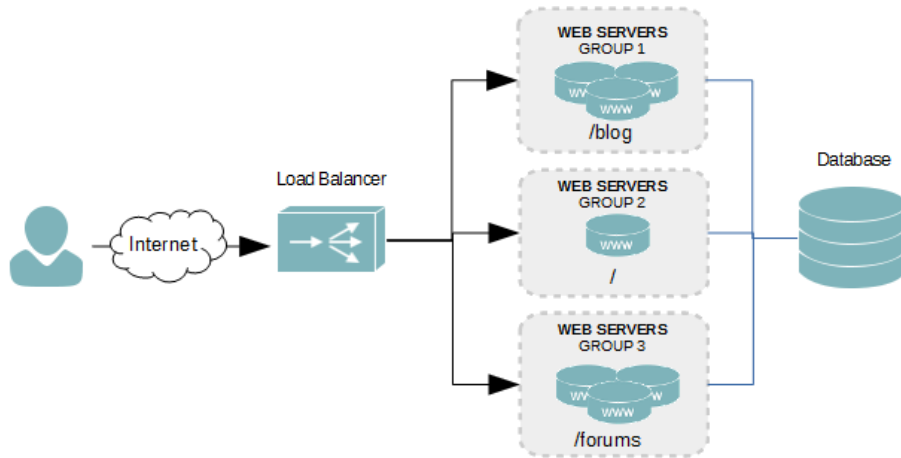 Internet
Load Balancer
WEB SERVERS
GROUP 1
WWW
/blog
WEB SERVERS
GROUP 2
WWW
/
WEB SERVERS
GROUP 3
WWW
/forums
Database